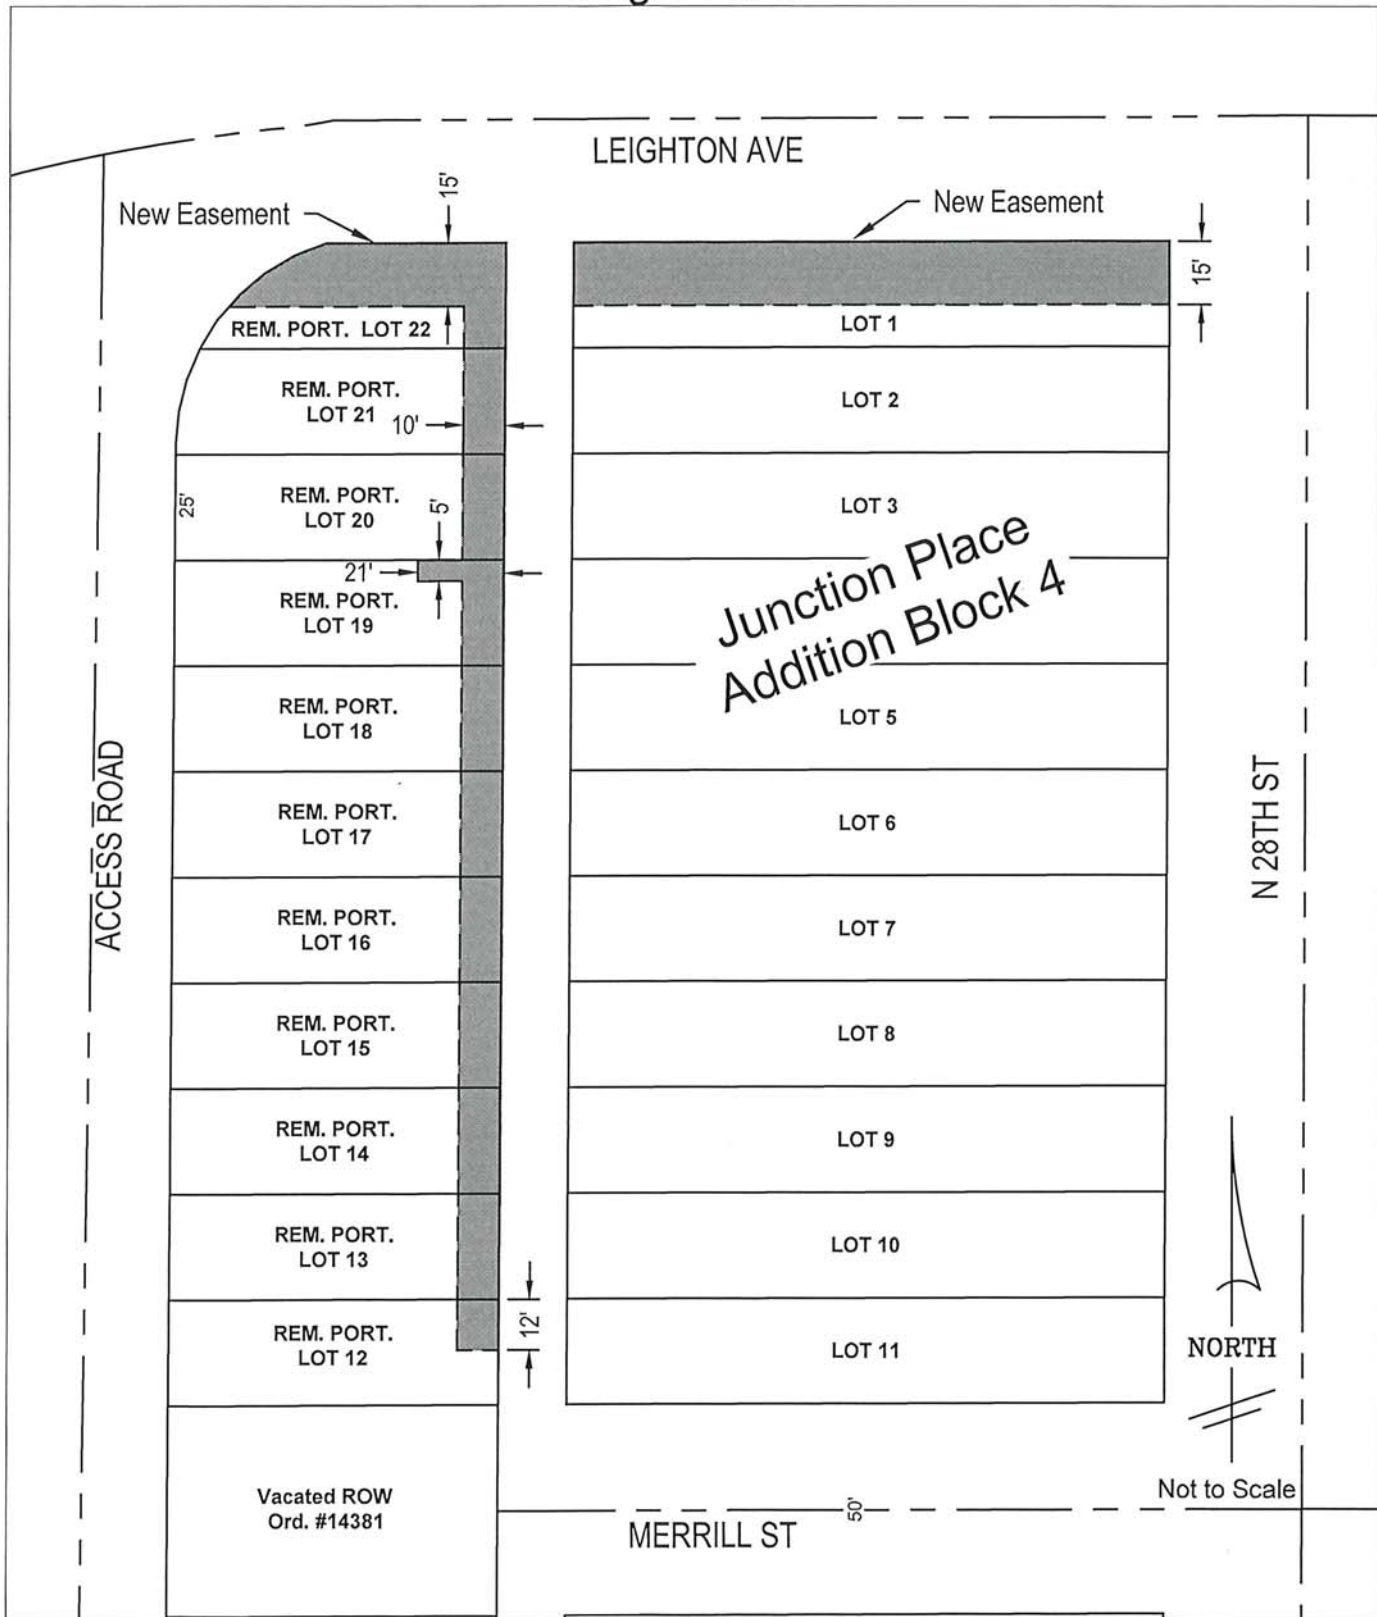 LEIGHTON AVE
New Easement
15'
New Easement
15'
REM. PORT. LOT 22
LOT 1
REM. PORT.
LOT 21
10'
LOT 2
25'
REM. PORT.
LOT 20
5'
LOT 3
21'
REM. PORT.
LOT 19
Junction Place
Addition Block 4
REM. PORT.
LOT 18
LOT 5
ACCESS ROAD
REM. PORT.
LOT 17
LOT 6
N 28TH ST
REM. PORT.
LOT 16
LOT 7
REM. PORT.
LOT 15
LOT 8
REM. PORT.
LOT 14
LOT 9
REM. PORT.
LOT 13
LOT 10
REM. PORT.
LOT 12
12'
LOT 11
NORTH
Vacated ROW
Ord. #14381
Not to Scale
50'
MERRILL ST